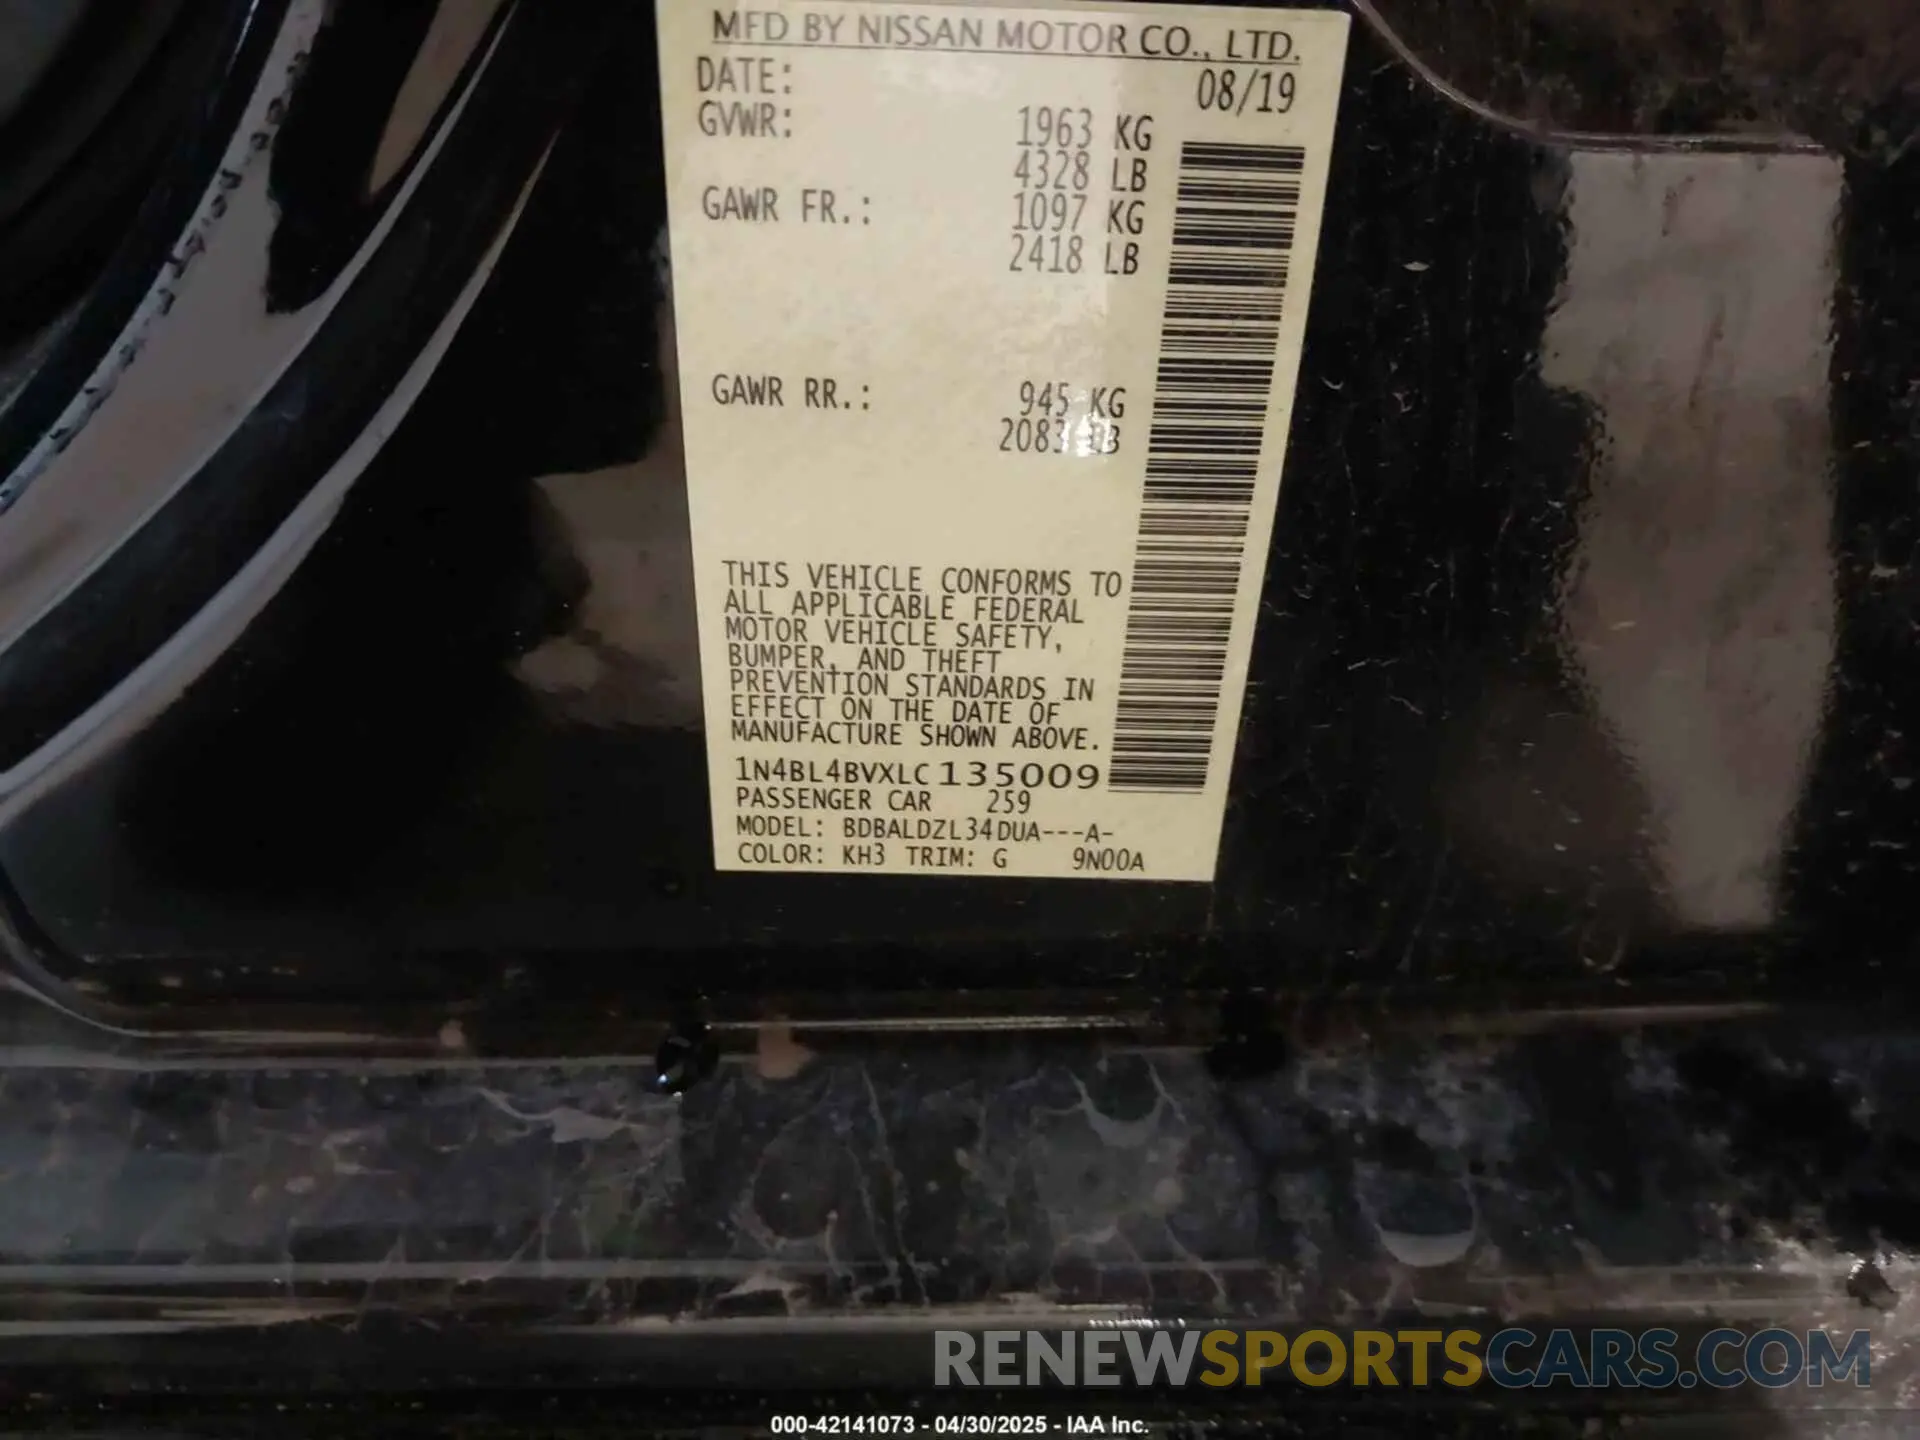 MFD BY NISSAN MOTOR CO., LTD.
DATE: 08/19
GVWR: 1963 KG
4328 LB
GAWR FR.: 1097 KG
2418 LB
GAWR RR.: 945 KG
2083 LB
THIS VEHICLE CONFORMS TO
ALL APPLICABLE FEDERAL
MOTOR VEHICLE SAFETY,
BUMPER, AND THEFT
PREVENTION STANDARDS IN
EFFECT ON THE DATE OF
MANUFACTURE SHOWN ABOVE.
1N4BL4BVXLC135009
PASSENGER CAR 259
MODEL: BDBALDZL34DUA---A-
COLOR: KH3 TRIM: G 9N00A
RENEWSPORTSCARS.COM
000-42141073 - 04/30/2025 - IAA Inc.